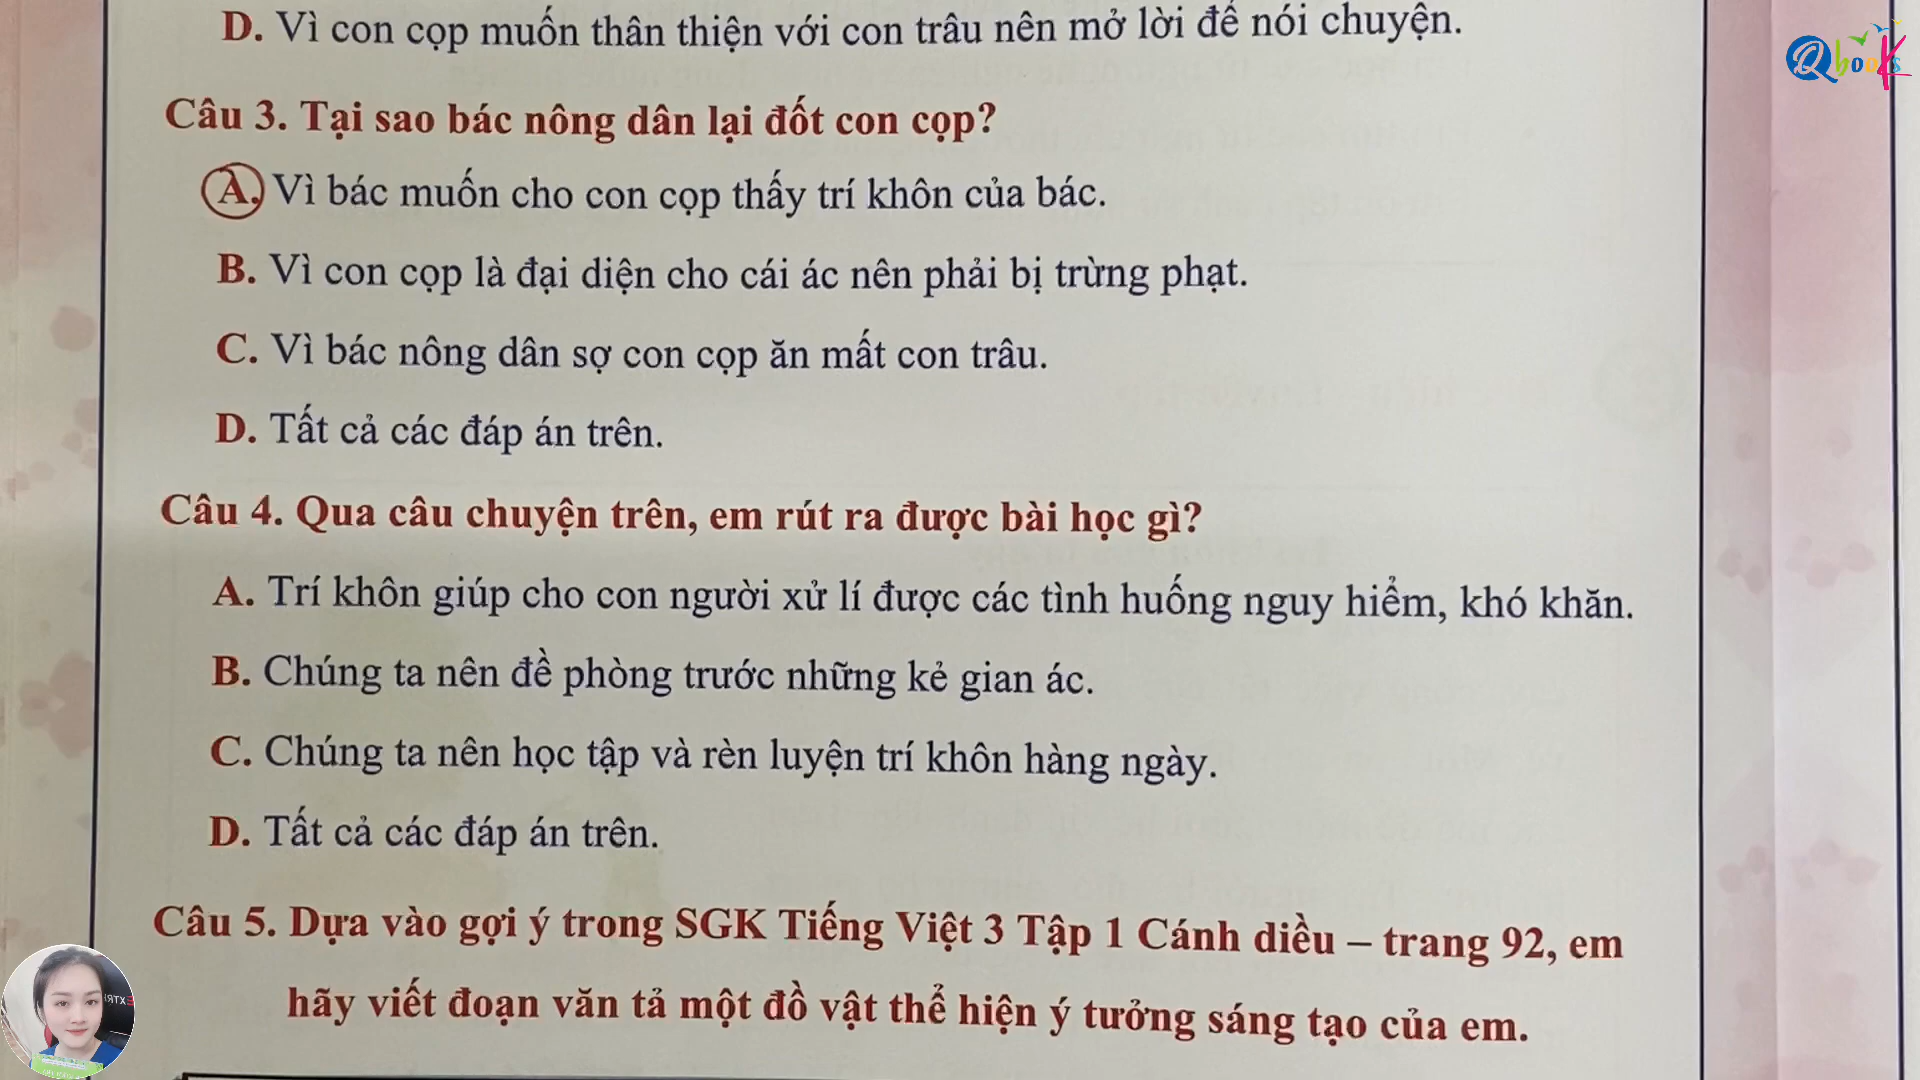 D. Vì con cọp muốn thân thiện với con trâu nên mở lời để nói chuyện.
Qbooks
Câu 3. Tại sao bác nông dân lại đốt con cọp?
A. Vì bác muốn cho con cọp thấy trí khôn của bác.
B. Vì con cọp là đại diện cho cái ác nên phải bị trừng phạt.
C. Vì bác nông dân sợ con cọp ăn mất con trâu.
D. Tất cả các đáp án trên.
Câu 4. Qua câu chuyện trên, em rút ra được bài học gì?
A. Trí khôn giúp cho con người xử lí được các tình huống nguy hiểm, khó khăn.
B. Chúng ta nên đề phòng trước những kẻ gian ác.
C. Chúng ta nên học tập và rèn luyện trí khôn hàng ngày.
D. Tất cả các đáp án trên.
Câu 5. Dựa vào gợi ý trong SGK Tiếng Việt 3 Tập 1 Cánh diều – trang 92, em
hãy viết đoạn văn tả một đồ vật thể hiện ý tưởng sáng tạo của em.